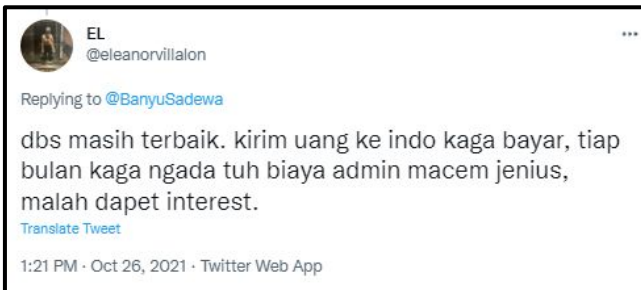 EL
@eleanorvillalon
Replying to @BanyuSadewa
dbs masih terbaik. kirim uang ke indo kaga bayar, tiap
bulan kaga ngada tuh biaya admin macem jenius,
malah dapet interest.
Translate Tweet
1:21 PM · Oct 26, 2021 · Twitter Web App